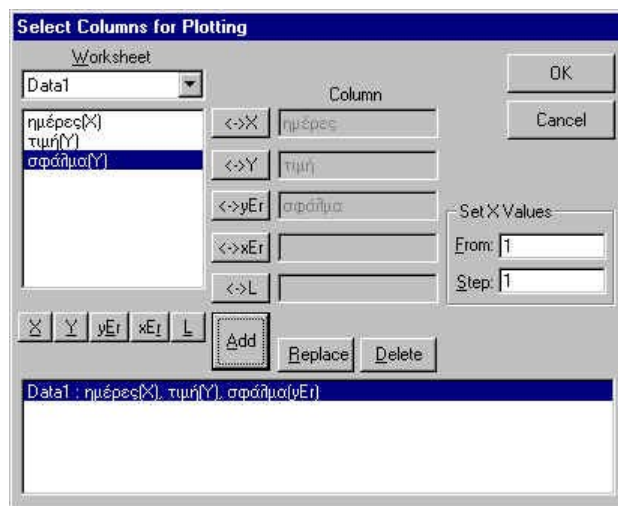 Select Columns for Plotting
Worksheet
Data1
ημέρες(X)
τιμή(Y)
σφάλμα(Y)
Column
<->X ημέρες
<->Y τιμή
<->yEr σφάλμα
<->xEr
<->L
OK
Cancel
Set X Values
From: 1
Step: 1
X Y yEr xEr L
Add
Replace Delete
Data1 : ημέρες(X), τιμή(Y), σφάλμα(yEr)